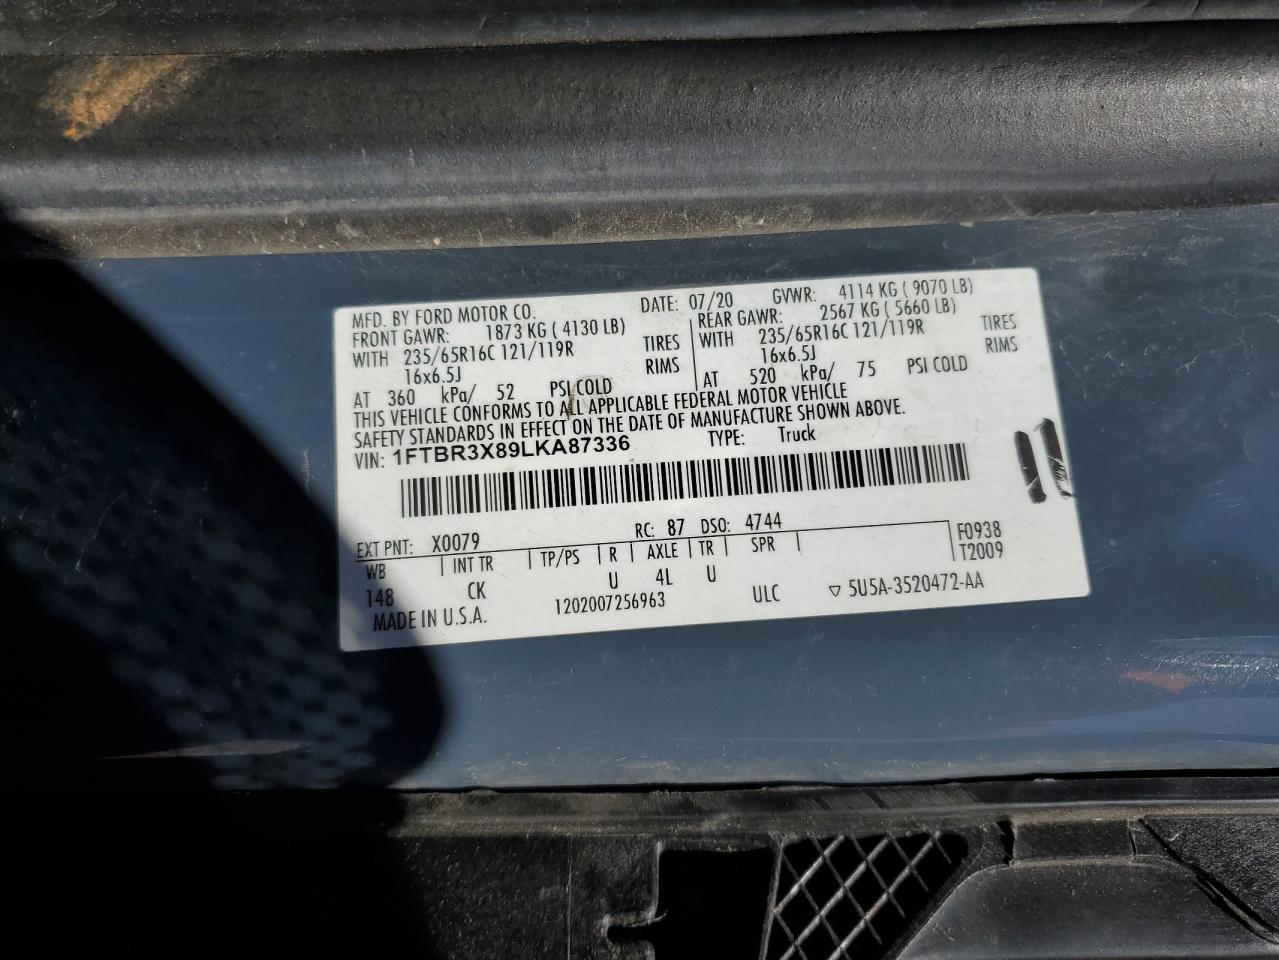 MFD. BY FORD MOTOR CO. DATE: 07/20 GVWR: 4114 KG ( 9070 LB)
FRONT GAWR: 1873 KG ( 4130 LB) REAR GAWR: 2567 KG ( 5660 LB)
WITH 235/65R16C 121/119R TIRES WITH 235/65R16C 121/119R TIRES
16x6.5J RIMS 16x6.5J RIMS
AT 360 kPa/ 52 PSI COLD AT 520 kPa/ 75 PSI COLD
THIS VEHICLE CONFORMS TO ALL APPLICABLE FEDERAL MOTOR VEHICLE
SAFETY STANDARDS IN EFFECT ON THE DATE OF MANUFACTURE SHOWN ABOVE.
VIN: 1FTBR3X89LKA87336 TYPE: Truck
11
EXT PNT: X0079 RC: 87 DSO: 4744 F0938
WB INT TR TP/PS R AXLE TR SPR T2009
148 CK U 4L U
MADE IN U.S.A. 1202007256963 ULC ▽ 5U5A-3520472-AA